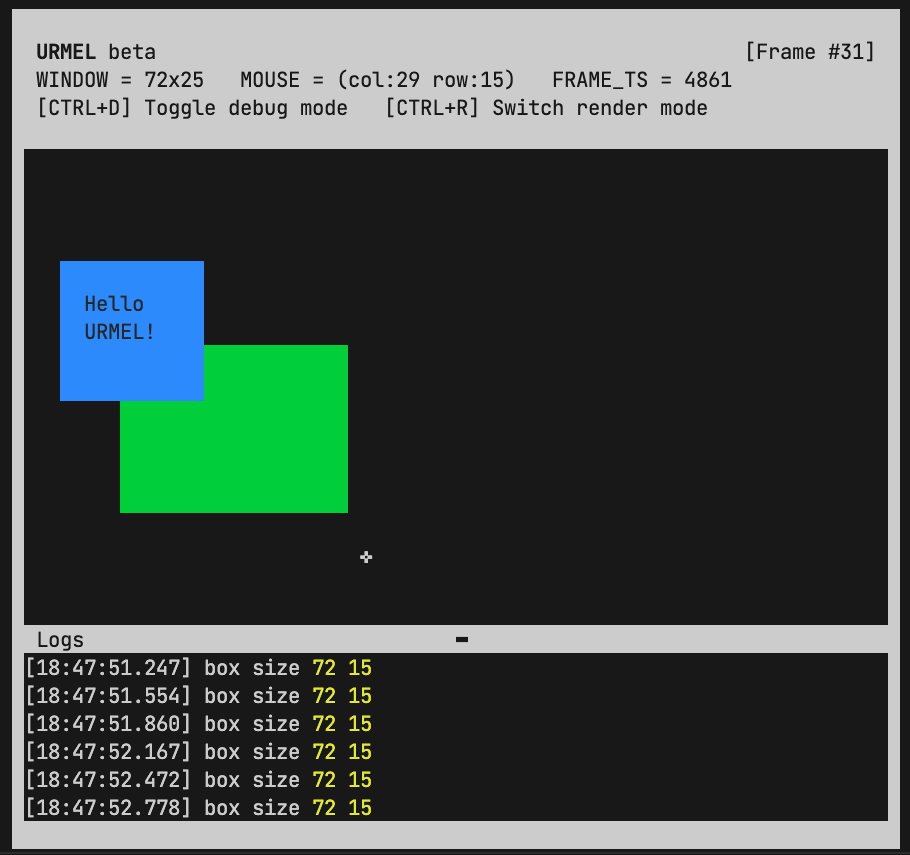 URMEL beta [Frame #31]
WINDOW = 72x25 MOUSE = (col:29 row:15) FRAME_TS = 4861
[CTRL+D] Toggle debug mode [CTRL+R] Switch render mode
Hello
URMEL!
Logs
[18:47:51.247] box size 72 15
[18:47:51.554] box size 72 15
[18:47:51.860] box size 72 15
[18:47:52.167] box size 72 15
[18:47:52.472] box size 72 15
[18:47:52.778] box size 72 15